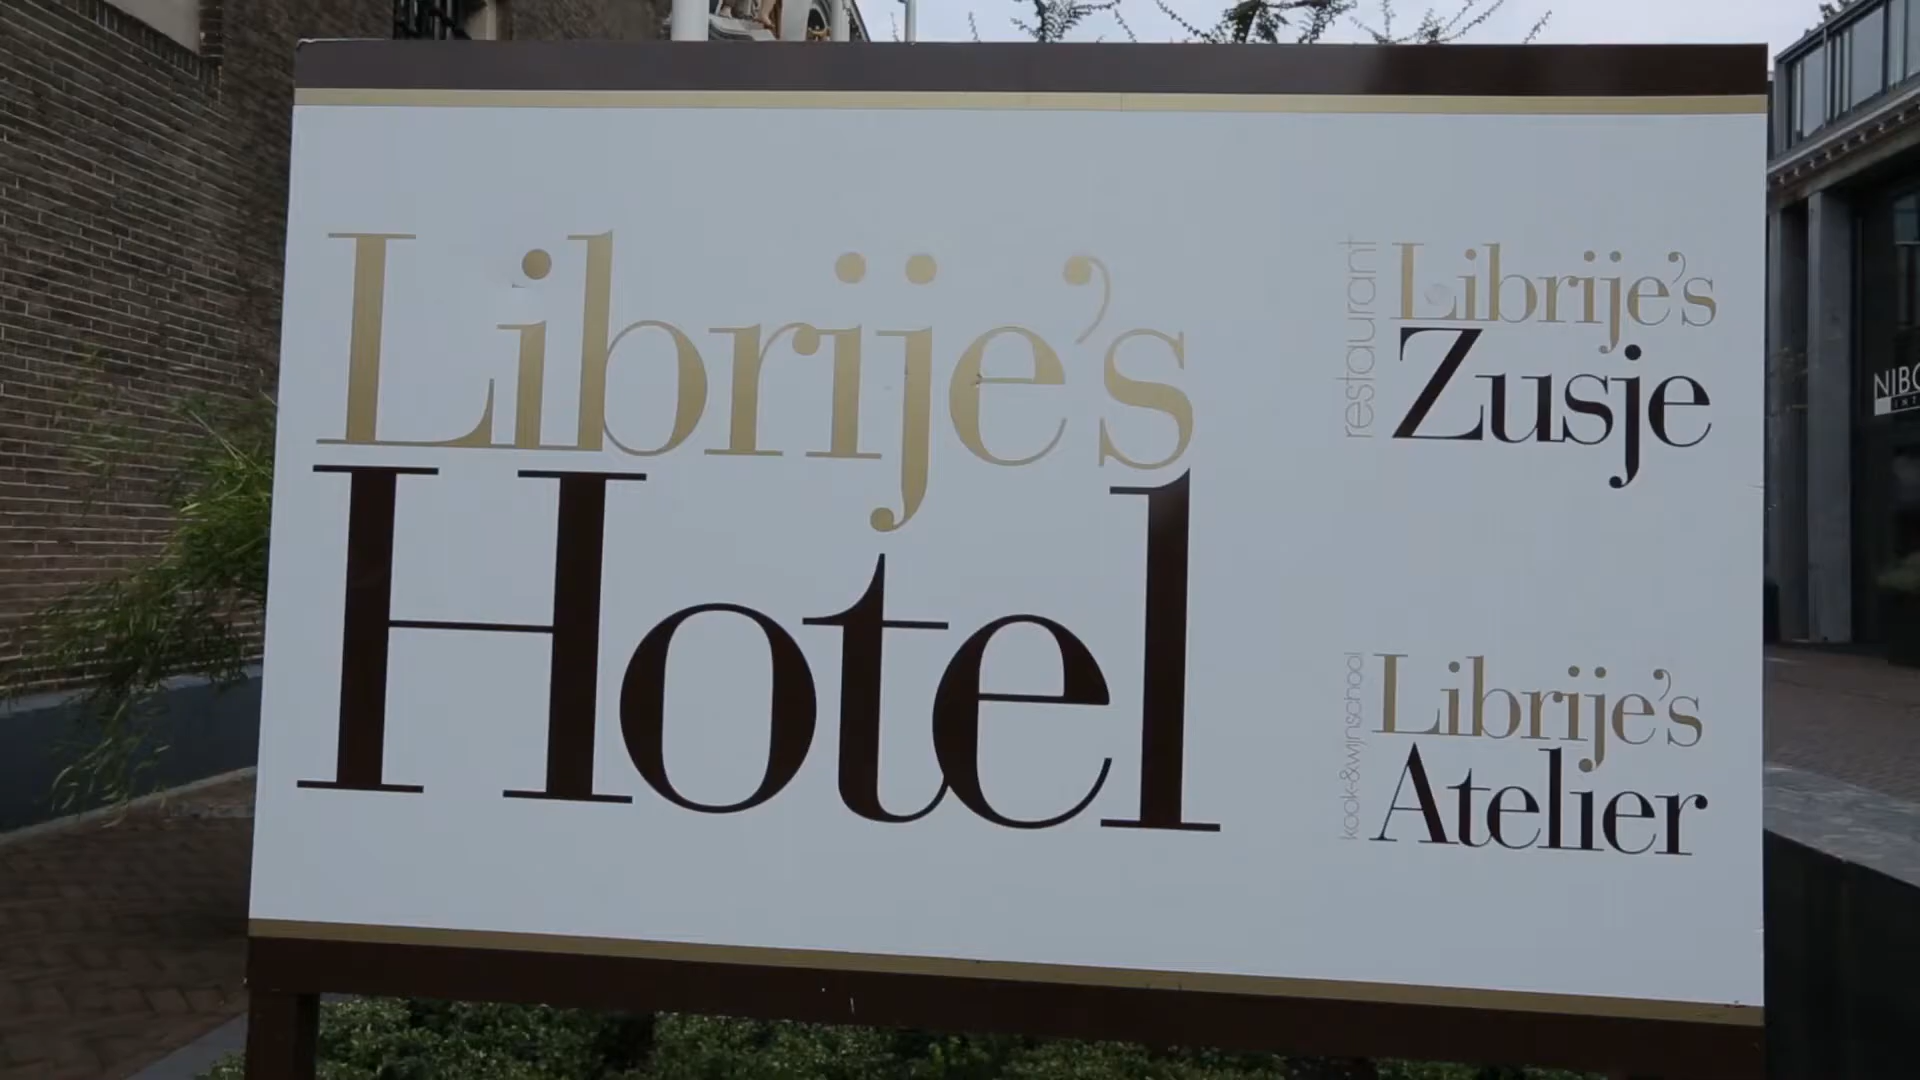 Librije's
Hotel
restaurant
Librije's
Zusje
kook-&wijnschool
Librije's
Atelier